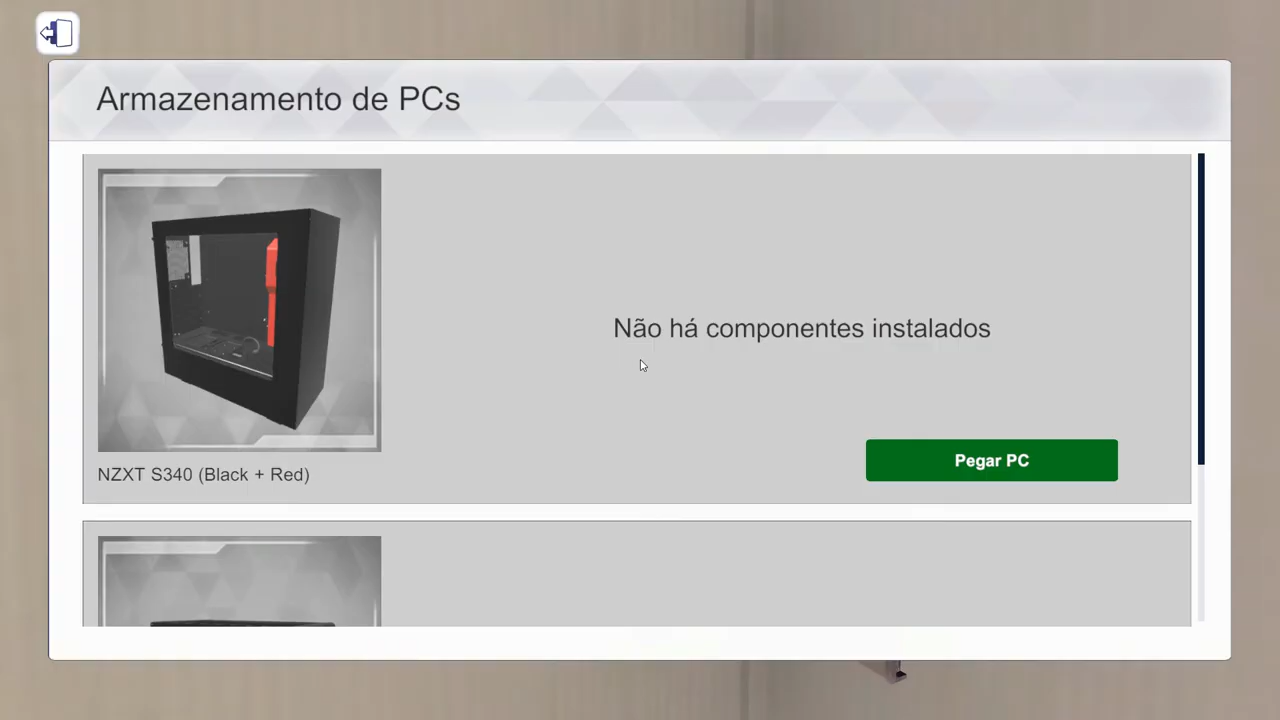 Armazenamento de PCs
Não há componentes instalados
Pegar PC
NZXT S340 (Black + Red)